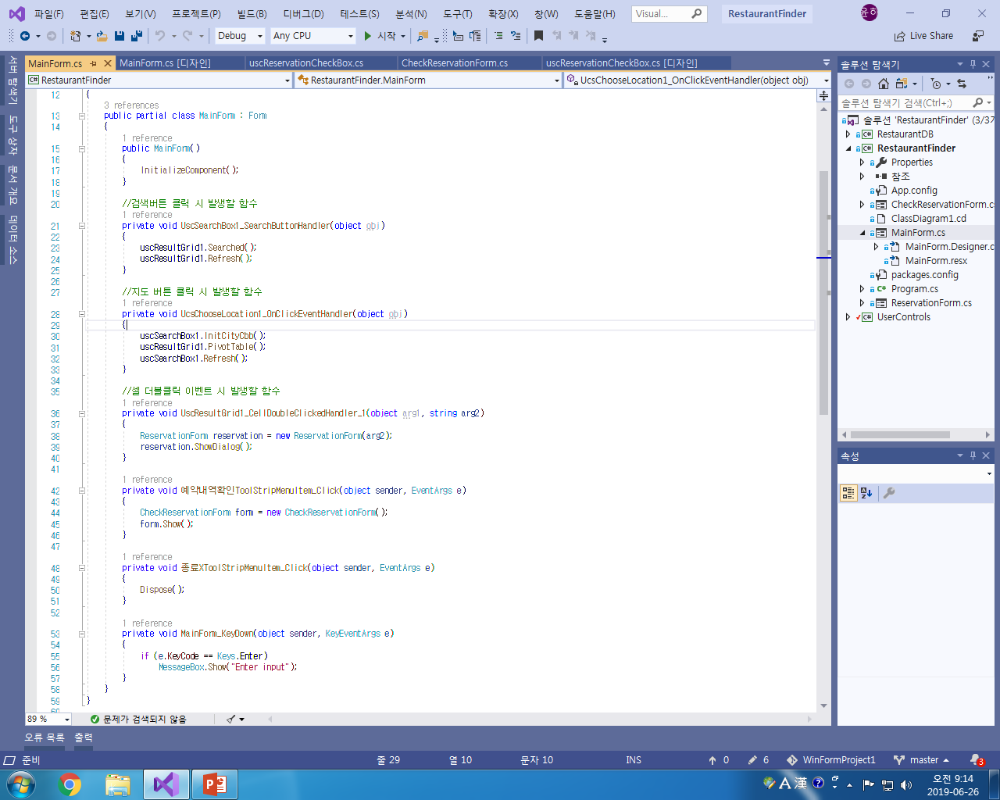 파일(F) 편집(E) 보기(V) 프로젝트(P) 빌드(B) 디버그(D) 테스트(S) 분석(N) 도구(T) 확장(X) 창(W) 도움말(H) Visual... RestaurantFinder 윤하
Debug Any CPU 시작 Live Share
서버 탐색기
도구 상자
문서 개요
데이터 소스
MainForm.cs MainForm.cs [디자인] uscReservationCheckBox.cs CheckReservationForm.cs uscReservationCheckBox.cs [디자인]
C# RestaurantFinder RestaurantFinder.MainForm UcsChooseLocation1_OnClickEventHandler(object obj)
12 {
3 references
13 public partial class MainForm : Form
14 {
1 reference
15 public MainForm()
16 {
17 InitializeComponent();
18 }
19
20 //검색버튼 클릭 시 발생할 함수
1 reference
21 private void UscSearchBox1_SearchButtonHandler(object obj)
22 {
23 uscResultGrid1.Searched();
24 uscResultGrid1.Refresh();
25 }
26
27 //지도 버튼 클릭 시 발생할 함수
1 reference
28 private void UcsChooseLocation1_OnClickEventHandler(object obj)
29 {
30 uscSearchBox1.InitCityCbb();
31 uscResultGrid1.PivotTable();
32 uscSearchBox1.Refresh();
33 }
34
35 //셀 더블클릭 이벤트 시 발생할 함수
1 reference
36 private void UscResultGrid1_CellDoubleClickedHandler_1(object arg1, string arg2)
37 {
38 ReservationForm reservation = new ReservationForm(arg2);
39 reservation.ShowDialog();
40 }
41
1 reference
42 private void 예약내역확인ToolStripMenuItem_Click(object sender, EventArgs e)
43 {
44 CheckReservationForm form = new CheckReservationForm();
45 form.Show();
46 }
47
1 reference
48 private void 종료XToolStripMenuItem_Click(object sender, EventArgs e)
49 {
50 Dispose();
51 }
52
1 reference
53 private void MainForm_KeyDown(object sender, KeyEventArgs e)
54 {
55 if (e.KeyCode == Keys.Enter)
56 MessageBox.Show("Enter input");
57 }
58 }
59 }
60
89 % 문제가 검색되지 않음
솔루션 탐색기
솔루션 탐색기 검색(Ctrl+;)
솔루션 'RestaurantFinder' (3/37
C# RestaurantDB
C# RestaurantFinder
Properties
참조
App.config
CheckReservationForm.c
ClassDiagram1.cd
MainForm.cs
MainForm.Designer.c
MainForm.resx
packages.config
C# Program.cs
ReservationForm.cs
C# UserControls
속성
오류 목록 출력
준비 줄 29 열 10 문자 10 INS 0 6 WinFormProject1 master 3
A 漢 오전 9:14
2019-06-26